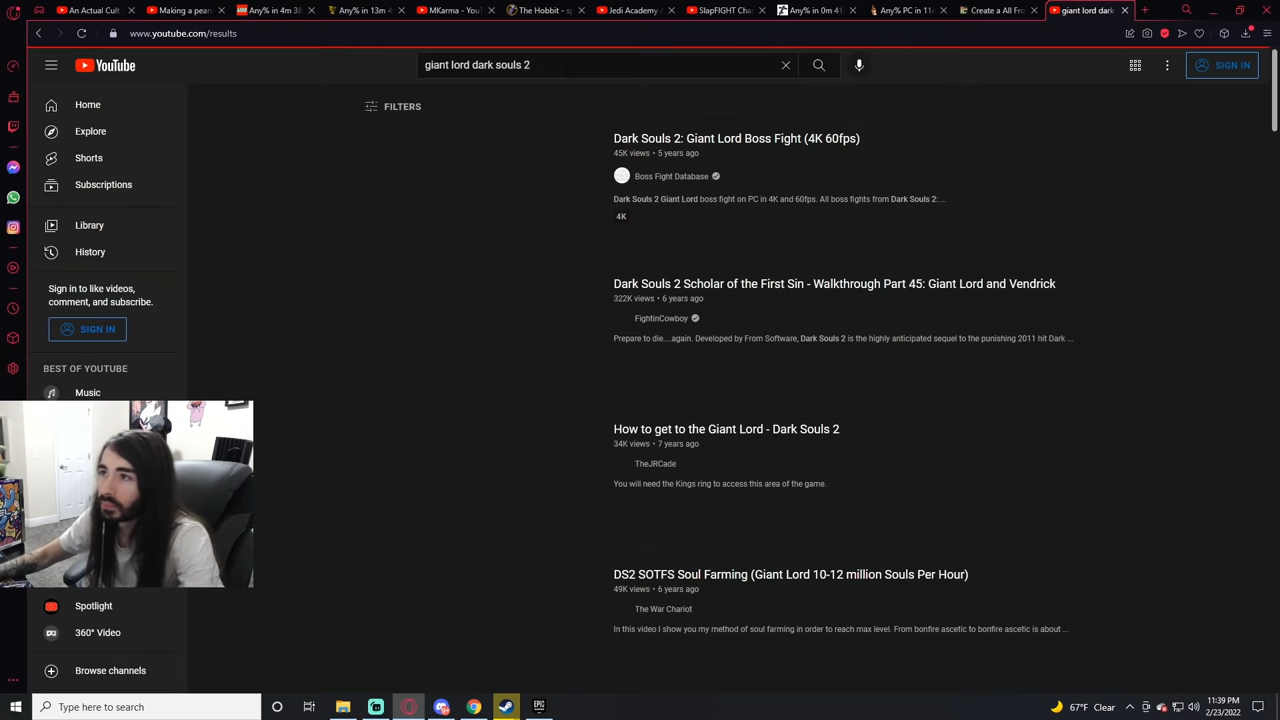 An Actual Cult
Making a pean
Any% in 4m 38
Any% in 13m 4
MKarma - YouT
The Hobbit - sp
Jedi Academy
SlapFIGHT Char
Any% in 0m 41
Any% PC in 11m
Create a All Fro
giant lord dark
www.youtube.com/results
YouTube
giant lord dark souls 2
SIGN IN
Home
Explore
Shorts
Subscriptions
Library
History
Sign in to like videos,
comment, and subscribe.
SIGN IN
BEST OF YOUTUBE
Music
Spotlight
360° Video
Browse channels
FILTERS
Dark Souls 2: Giant Lord Boss Fight (4K 60fps)
45K views • 5 years ago
Boss Fight Database
Dark Souls 2 Giant Lord boss fight on PC in 4K and 60fps. All boss fights from Dark Souls 2: ...
4K
Dark Souls 2 Scholar of the First Sin - Walkthrough Part 45: Giant Lord and Vendrick
322K views • 6 years ago
FightinCowboy
Prepare to die....again. Developed by From Software, Dark Souls 2 is the highly anticipated sequel to the punishing 2011 hit Dark ...
How to get to the Giant Lord - Dark Souls 2
34K views • 7 years ago
TheJRCade
You will need the Kings ring to access this area of the game.
DS2 SOTFS Soul Farming (Giant Lord 10-12 million Souls Per Hour)
49K views • 6 years ago
The War Chariot
In this video I show you my method of soul farming in order to reach max level. From bonfire ascetic to bonfire ascetic is about ...
Type here to search
EPIC
67°F Clear
11:39 PM
2/23/2022